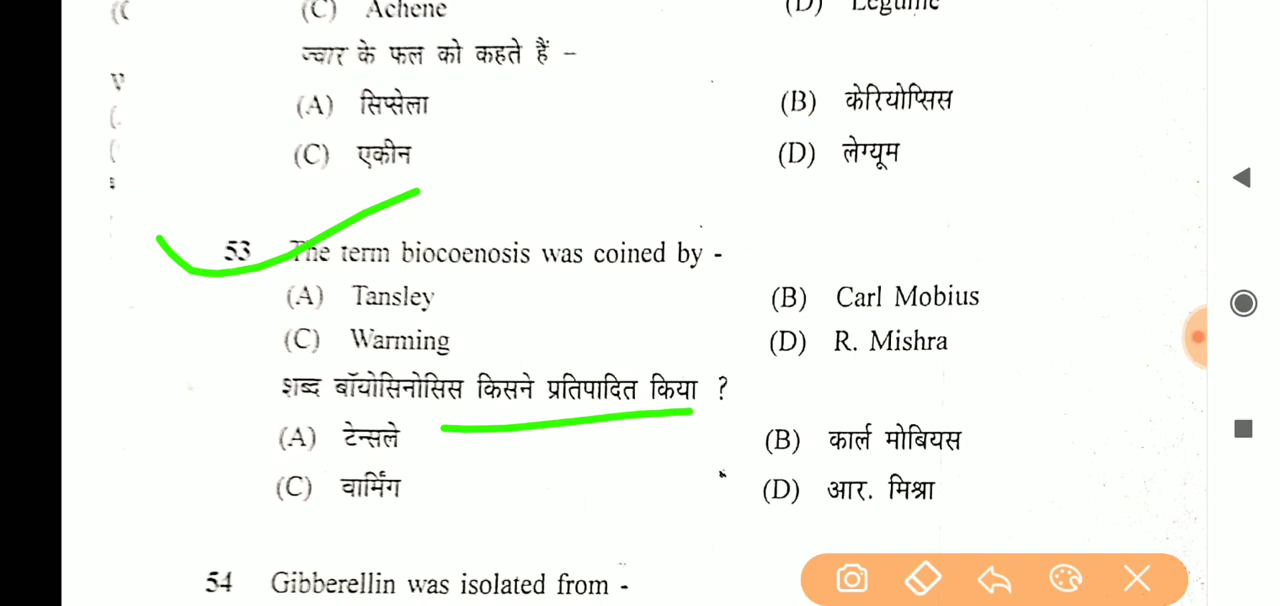 (C) Achene (D) Legume
ज्वार के फल को कहते हैं -
(A) सिप्सेला (B) केरियोप्सिस
(C) एकीन (D) लेग्यूम
53 The term biocoenosis was coined by -
(A) Tansley (B) Carl Mobius
(C) Warming (D) R. Mishra
शब्द बॉयोसिनोसिस किसने प्रतिपादित किया ?
(A) टेन्सले (B) कार्ल मोबियस
(C) वार्मिंग (D) आर. मिश्रा
54 Gibberellin was isolated from -